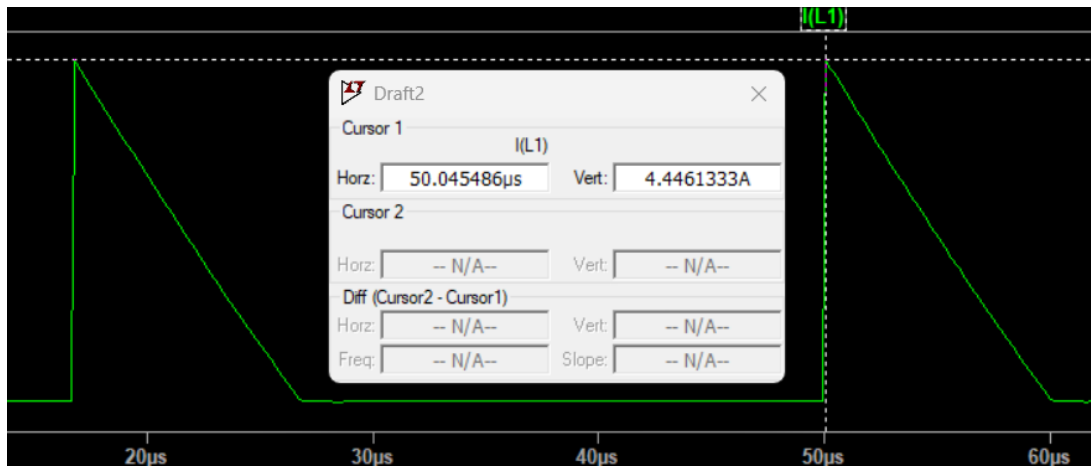 I(L1)
Draft2
Cursor 1
I(L1)
Horz: 50.045486µs Vert: 4.4461333A
Cursor 2
Horz: -- N/A-- Vert: -- N/A--
Diff (Cursor2 - Cursor1)
Horz: -- N/A-- Vert: -- N/A--
Freq: -- N/A-- Slope: -- N/A--
20µs 30µs 40µs 50µs 60µs